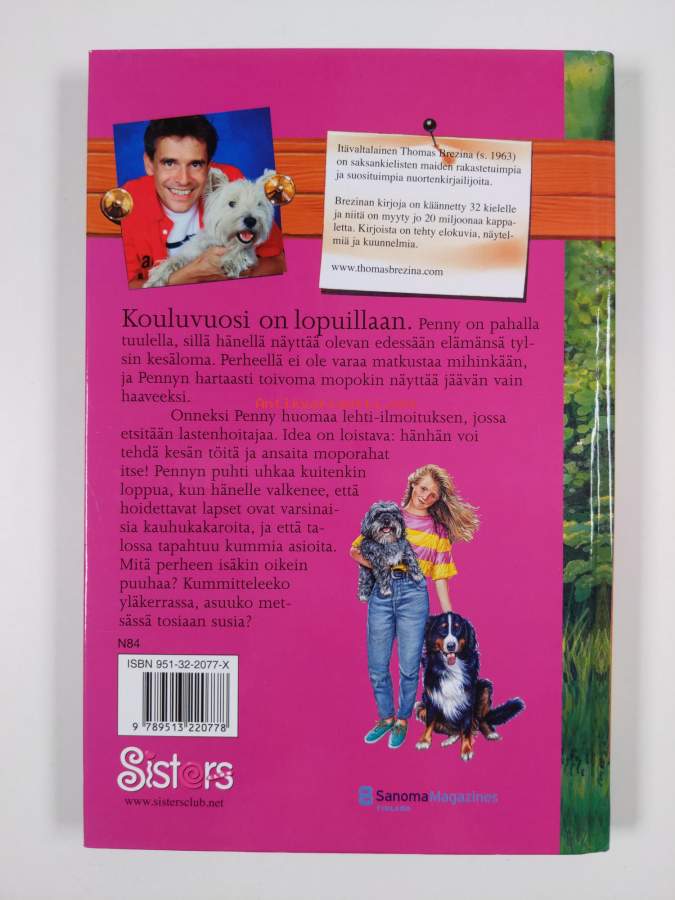 Itävaltalainen Thomas Brezina (s. 1963)
on saksankielisten maiden rakastetuimpia
ja suosituimpia nuortenkirjailijoita.
Brezinan kirjoja on käännetty 32 kielelle
ja niitä on myyty jo 20 miljoonaa kappa-
letta. Kirjoista on tehty elokuvia, näytel-
miä ja kuunnelmia.
www.thomasbrezina.com
Kouluvuosi on lopuillaan. Penny on pahalla
tuulella, sillä hänellä näyttää olevan edessään elämänsä tyl-
sin kesäloma. Perheellä ei ole varaa matkustaa mihinkään,
ja Pennyn hartaasti toivoma mopokin näyttää jäävän vain
haaveeksi.
Onneksi Penny huomaa lehti-ilmoituksen, jossa
etsitään lastenhoitajaa. Idea on loistava: hänhän voi
tehdä kesän töitä ja ansaita moporahat
itse! Pennyn puhti uhkaa kuitenkin
loppua, kun hänelle valkenee, että
hoidettavat lapset ovat varsinai-
sia kauhukakaroita, ja että ta-
lossa tapahtuu kummia asioita.
Mitä perheen isäkin oikein
puuhaa? Kummitteleeko
yläkerrassa, asuuko met-
sässä tosiaan susia?
N84
ISBN 951-32-2077-X
9 789513 220778
Sisters
www.sistersclub.net
SanomaMagazines
FINLAND